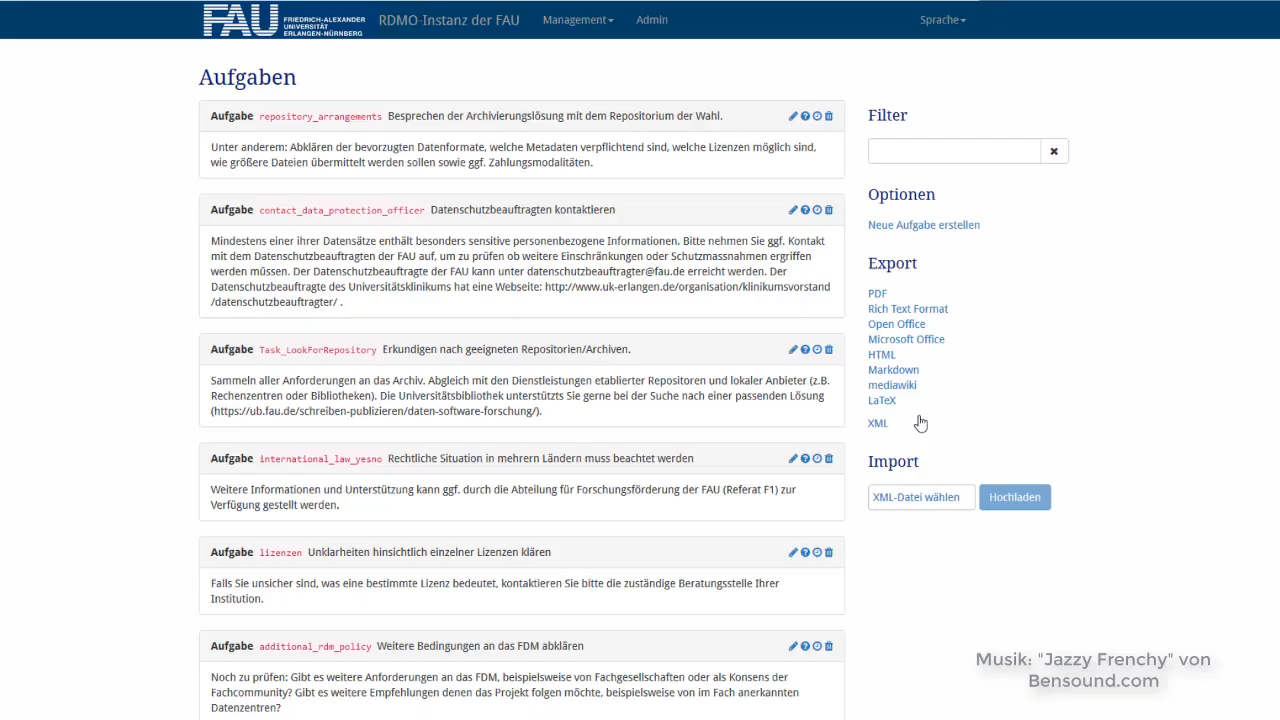 FAU FRIEDRICH-ALEXANDER
UNIVERSITÄT
ERLANGEN-NÜRNBERG
RDMO-Instanz der FAU Management Admin Sprache
Aufgaben
Aufgabe repository_arrangements Besprechen der Archivierungslösung mit dem Repositorium der Wahl.
Unter anderem: Abklären der bevorzugten Datenformate, welche Metadaten verpflichtend sind, welche Lizenzen möglich sind,
wie größere Dateien übermittelt werden sollen sowie ggf. Zahlungsmodalitäten.
Aufgabe contact_data_protection_officer Datenschutzbeauftragten kontaktieren
Mindestens einer ihrer Datensätze enthält besonders sensitive personenbezogene Informationen. Bitte nehmen Sie ggf. Kontakt
mit dem Datenschutzbeauftragten der FAU auf, um zu prüfen ob weitere Einschränkungen oder Schutzmassnahmen ergriffen
werden müssen. Der Datenschutzbeauftragte der FAU kann unter datenschutzbeauftragter@fau.de erreicht werden. Der
Datenschutzbeauftragte des Universitätsklinikums hat eine Webseite: http://www.uk-erlangen.de/organisation/klinikumsvorstand
/datenschutzbeauftragter/ .
Aufgabe Task_LookForRepository Erkundigen nach geeigneten Repositorien/Archiven.
Sammeln aller Anforderungen an das Archiv. Abgleich mit den Dienstleistungen etablierter Repositoren und lokaler Anbieter (z.B.
Rechenzentren oder Bibliotheken). Die Universitätsbibliothek unterstützts Sie gerne bei der Suche nach einer passenden Lösung
(https://ub.fau.de/schreiben-publizieren/daten-software-forschung/).
Aufgabe international_law_yesno Rechtliche Situation in mehrern Ländern muss beachtet werden
Weitere Informationen und Unterstützung kann ggf. durch die Abteilung für Forschungsförderung der FAU (Referat F1) zur
Verfügung gestellt werden.
Aufgabe lizenzen Unklarheiten hinsichtlich einzelner Lizenzen klären
Falls Sie unsicher sind, was eine bestimmte Lizenz bedeutet, kontaktieren Sie bitte die zuständige Beratungsstelle Ihrer
Institution.
Aufgabe additional_rdm_policy Weitere Bedingungen an das FDM abklären
Noch zu prüfen: Gibt es weitere Anforderungen an das FDM, beispielsweise von Fachgesellschaften oder als Konsens der
Fachcommunity? Gibt es weitere Empfehlungen denen das Projekt folgen möchte, beispielsweise von im Fach anerkannten
Datenzentren?
Filter
Optionen
Neue Aufgabe erstellen
Export
PDF
Rich Text Format
Open Office
Microsoft Office
HTML
Markdown
mediawiki
LaTeX
XML
Import
XML-Datei wählen Hochladen
Musik: "Jazzy Frenchy" von
Bensound.com